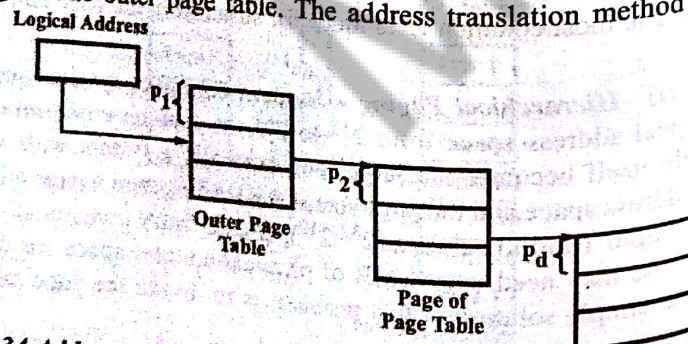 page table. The address translation method
Logical Address
P1{
P2{
Outer Page
Table
Pd{
Page of
Page Table